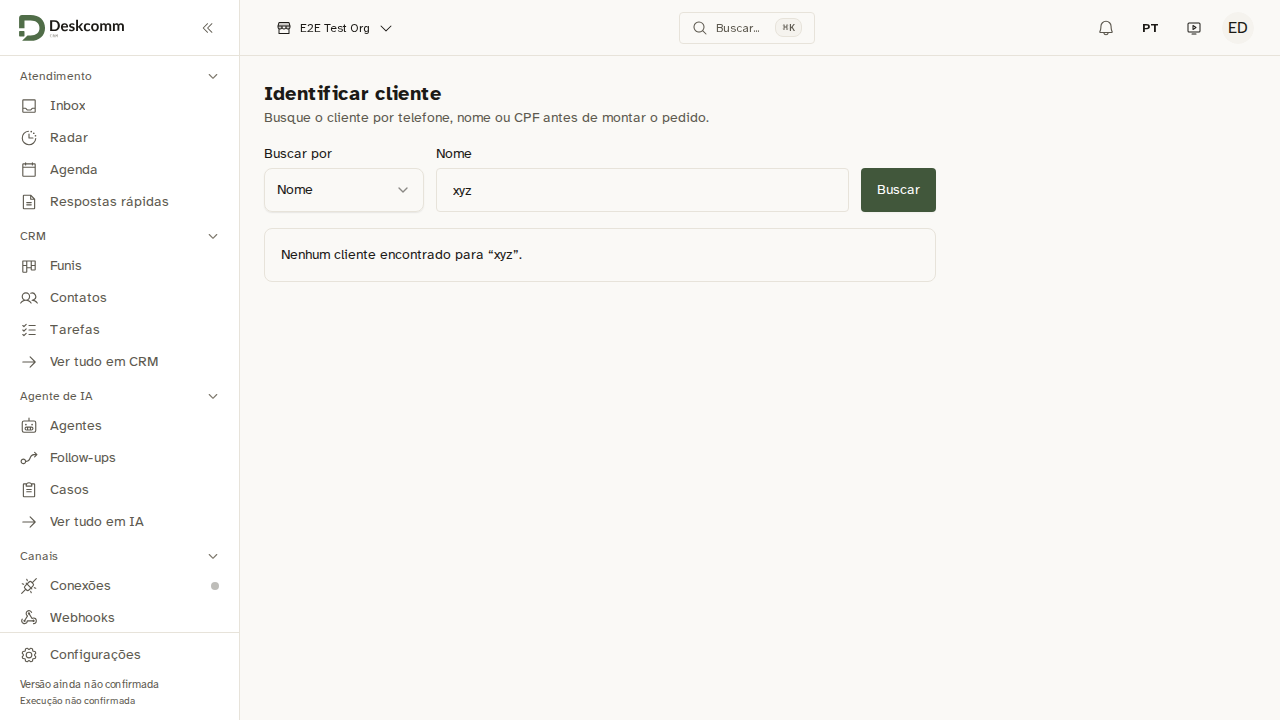 Deskcomm
E2E Test Org
Buscar...
⌘K
PT
ED
Atendimento
Inbox
Radar
Agenda
Respostas rápidas
CRM
Funis
Contatos
Tarefas
Ver tudo em CRM
Agente de IA
Agentes
Follow-ups
Casos
Ver tudo em IA
Canais
Conexões
Webhooks
Configurações
Versão ainda não confirmada
Execução não confirmada
Identificar cliente
Busque o cliente por telefone, nome ou CPF antes de montar o pedido.
Buscar por
Nome
Nome
xyz
Buscar
Nenhum cliente encontrado para “xyz”.